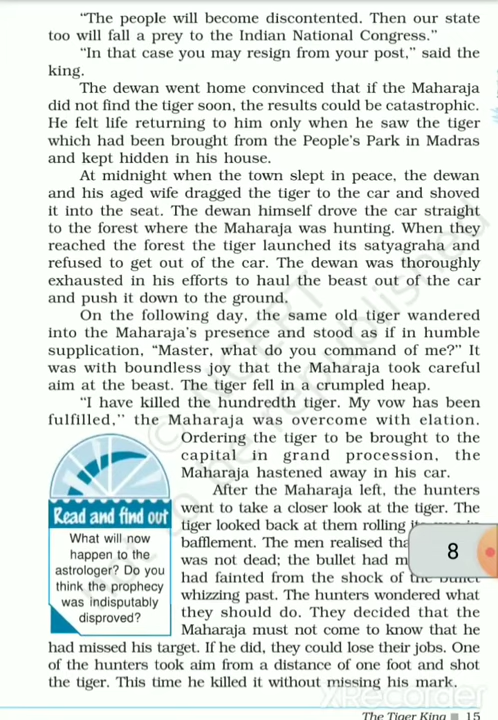 "The people will become discontented. Then our state
too will fall a prey to the Indian National Congress."
"In that case you may resign from your post," said the
king.
The dewan went home convinced that if the Maharaja
did not find the tiger soon, the results could be catastrophic.
He felt life returning to him only when he saw the tiger
which had been brought from the People's Park in Madras
and kept hidden in his house.
At midnight when the town slept in peace, the dewan
and his aged wife dragged the tiger to the car and shoved
it into the seat. The dewan himself drove the car straight
to the forest where the Maharaja was hunting. When they
reached the forest the tiger launched its satyagraha and
refused to get out of the car. The dewan was thoroughly
exhausted in his efforts to haul the beast out of the car
and push it down to the ground.
On the following day, the same old tiger wandered
into the Maharaja's presence and stood as if in humble
supplication, "Master, what do you command of me?" It
was with boundless joy that the Maharaja took careful
aim at the beast. The tiger fell in a crumpled heap.
"I have killed the hundredth tiger. My vow has been
fulfilled," the Maharaja was overcome with elation.
Ordering the tiger to be brought to the
capital in grand procession, the
Maharaja hastened away in his car.
After the Maharaja left, the hunters
went to take a closer look at the tiger. The
tiger looked back at them rolling
bafflement. The men realised
was not dead; the bullet had
had fainted from the shock of the bullet
whizzing past. The hunters wondered what
they should do. They decided that the
Maharaja must not come to know that he
had missed his target. If he did, they could lose their jobs. One
of the hunters took aim from a distance of one foot and shot
the tiger. This time he killed it without missing his mark.
Read and find out
What will now
happen to the
astrologer? Do you
think the prophecy
was indisputably
disproved?
8
© NCERT
not to be republished
XRecorder
The Tiger King 15